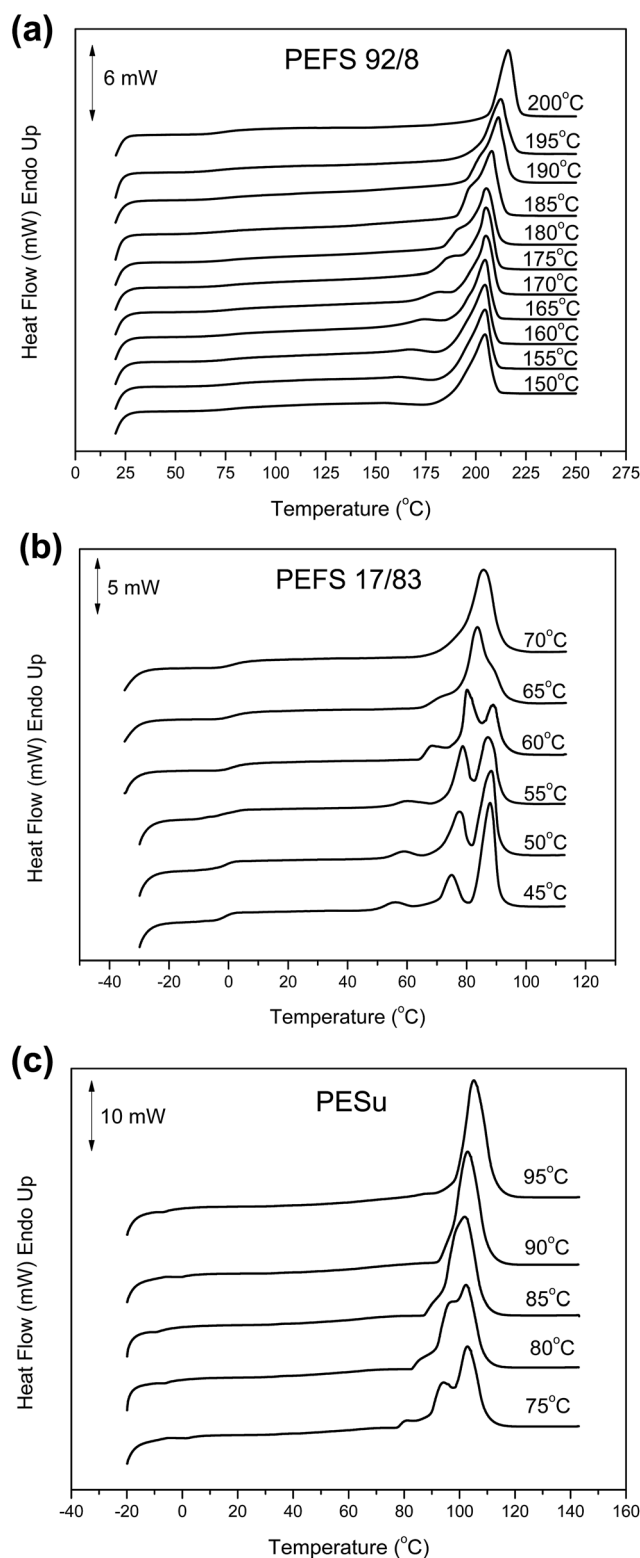 (a)
PEFS 92/8
6 mW
200°C
195°C
190°C
185°C
180°C
175°C
170°C
165°C
160°C
155°C
150°C
Heat Flow (mW) Endo Up
0 25 50 75 100 125 150 175 200 225 250 275
Temperature (°C)
(b)
PEFS 17/83
5 mW
70°C
65°C
60°C
55°C
50°C
45°C
Heat Flow (mW) Endo Up
-40 -20 0 20 40 60 80 100 120
Temperature (°C)
(c)
PESu
10 mW
95°C
90°C
85°C
80°C
75°C
Heat Flow (mW) Endo Up
-40 -20 0 20 40 60 80 100 120 140 160
Temperature (°C)